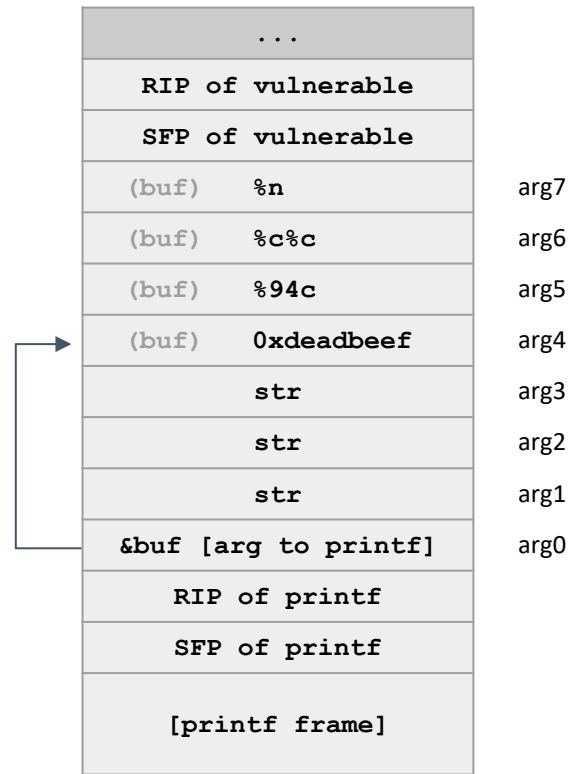 ...
RIP of vulnerable
SFP of vulnerable
(buf) %n arg7
(buf) %c%c arg6
(buf) %94c arg5
(buf) 0xdeadbeef arg4
str arg3
str arg2
str arg1
&buf [arg to printf] arg0
RIP of printf
SFP of printf
[printf frame]